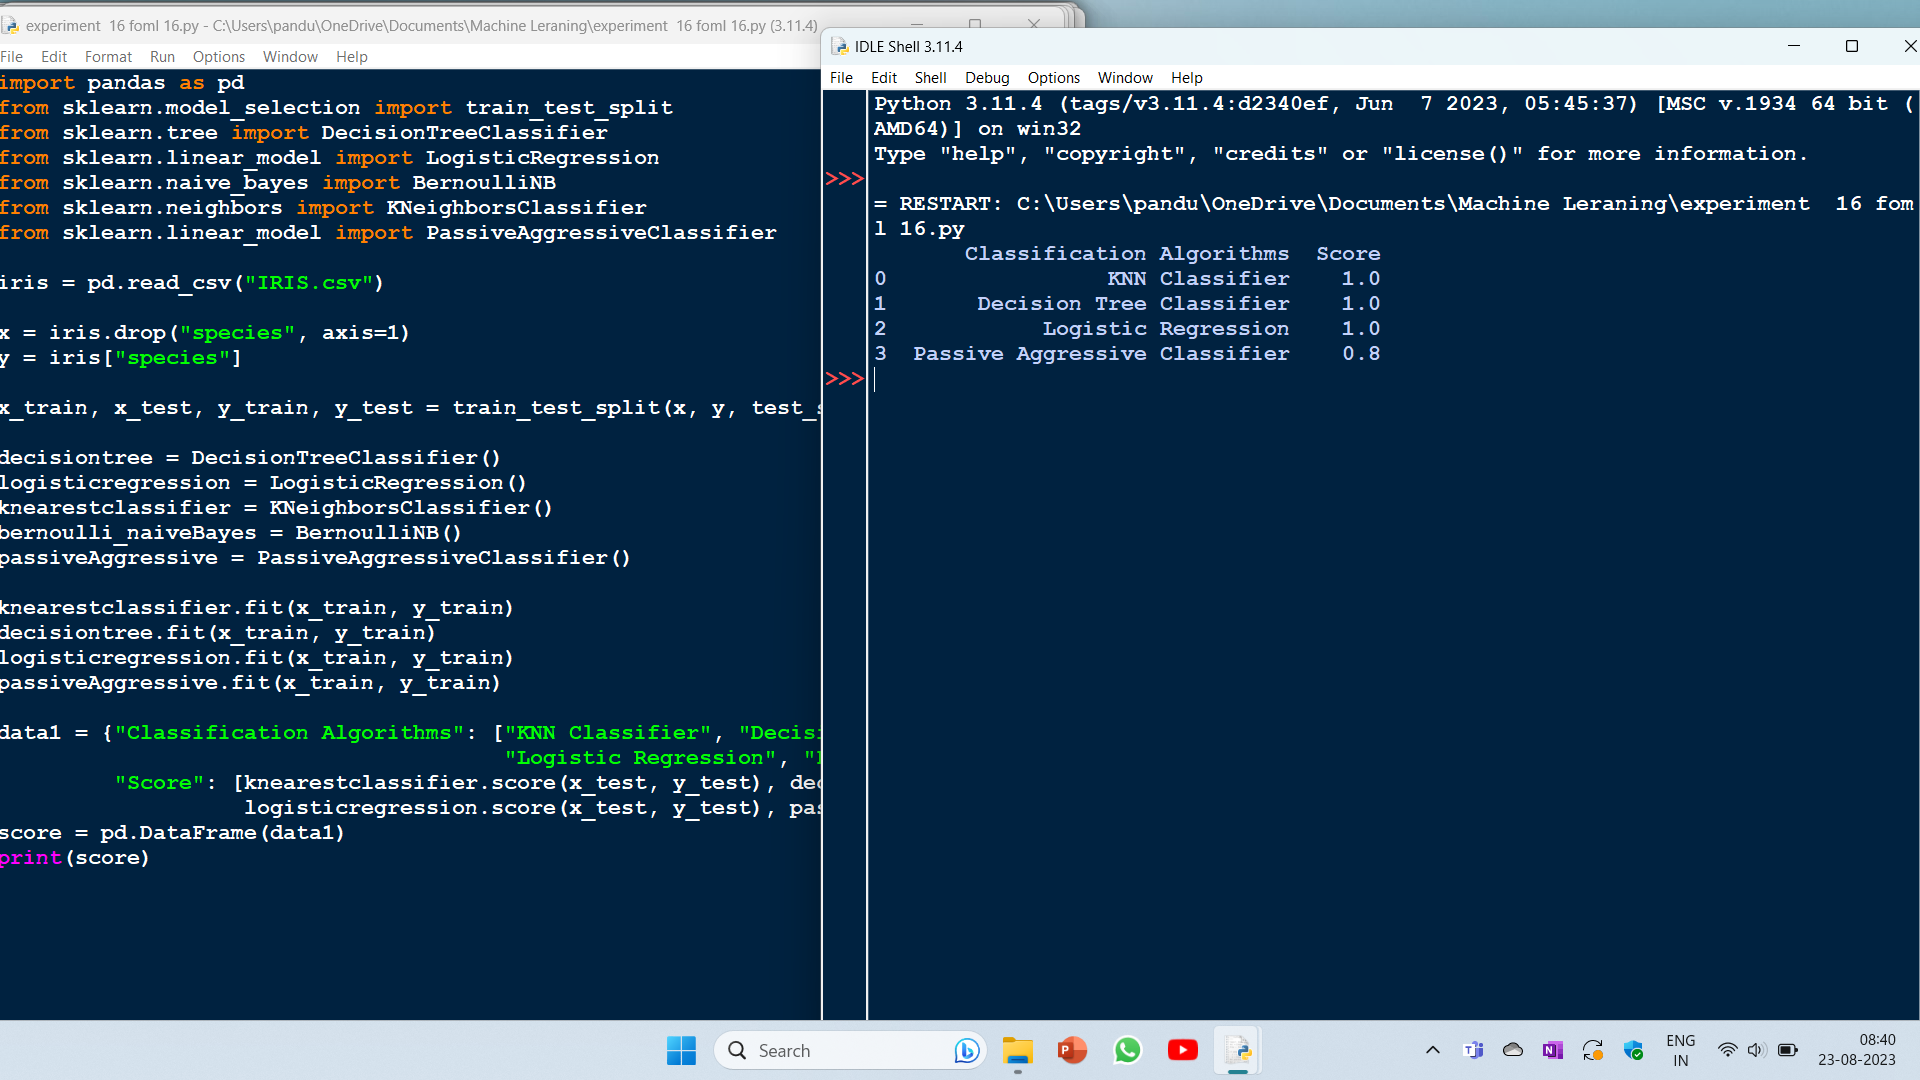 experiment  16 foml 16.py - C:\Users\pandu\OneDrive\Documents\Machine Leraning\experiment  16 foml 16.py (3.11.4)
File Edit Format Run Options Window Help
import pandas as pd
from sklearn.model_selection import train_test_split
from sklearn.tree import DecisionTreeClassifier
from sklearn.linear_model import LogisticRegression
from sklearn.naive_bayes import BernoulliNB
from sklearn.neighbors import KNeighborsClassifier
from sklearn.linear_model import PassiveAggressiveClassifier
iris = pd.read_csv("IRIS.csv")
x = iris.drop("species", axis=1)
y = iris["species"]
x_train, x_test, y_train, y_test = train_test_split(x, y, test_s
decisiontree = DecisionTreeClassifier()
logisticregression = LogisticRegression()
knearestclassifier = KNeighborsClassifier()
bernoulli_naiveBayes = BernoulliNB()
passiveAggressive = PassiveAggressiveClassifier()
knearestclassifier.fit(x_train, y_train)
decisiontree.fit(x_train, y_train)
logisticregression.fit(x_train, y_train)
passiveAggressive.fit(x_train, y_train)
data1 = {"Classification Algorithms": ["KNN Classifier", "Decisi
"Logistic Regression", "
"Score": [knearestclassifier.score(x_test, y_test), dec
logisticregression.score(x_test, y_test), pas
score = pd.DataFrame(data1)
print(score)
IDLE Shell 3.11.4
File Edit Shell Debug Options Window Help
Python 3.11.4 (tags/v3.11.4:d2340ef, Jun  7 2023, 05:45:37) [MSC v.1934 64 bit (
AMD64)] on win32
Type "help", "copyright", "credits" or "license()" for more information.
>>>
= RESTART: C:\Users\pandu\OneDrive\Documents\Machine Leraning\experiment  16 fom
l 16.py
Classification Algorithms  Score
0 KNN Classifier 1.0
1 Decision Tree Classifier 1.0
2 Logistic Regression 1.0
3 Passive Aggressive Classifier 0.8
>>>
Search
ENG
IN
08:40
23-08-2023